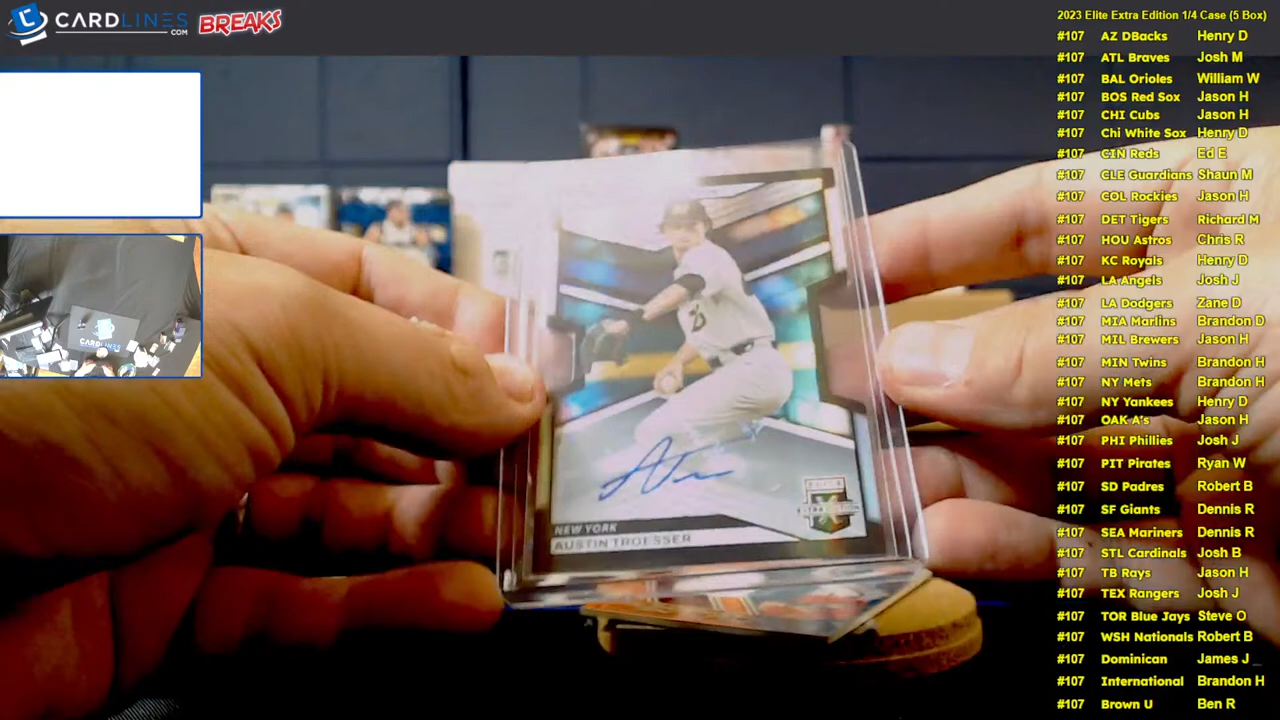 CARDLINES
.COM
BREAKS
2023 Elite Extra Edition 1/4 Case (5 Box)
#107 AZ DBacks Henry D
#107 ATL Braves Josh M
#107 BAL Orioles William W
#107 BOS Red Sox Jason H
#107 CHI Cubs Jason H
#107 Chi White Sox Henry D
#107 CIN Reds Ed E
#107 CLE Guardians Shaun M
#107 COL Rockies Jason H
#107 DET Tigers Richard M
#107 HOU Astros Chris R
#107 KC Royals Henry D
#107 LA Angels Josh J
#107 LA Dodgers Zane D
#107 MIA Marlins Brandon D
#107 MIL Brewers Jason H
#107 MIN Twins Brandon H
#107 NY Mets Brandon H
#107 NY Yankees Henry D
#107 OAK A's Jason H
#107 PHI Phillies Josh J
#107 PIT Pirates Ryan W
#107 SD Padres Robert B
#107 SF Giants Dennis R
#107 SEA Mariners Dennis R
#107 STL Cardinals Josh B
#107 TB Rays Jason H
#107 TEX Rangers Josh J
#107 TOR Blue Jays Steve O
#107 WSH Nationals Robert B
#107 Dominican James J
#107 International Brandon H
#107 Brown U Ben R
NEW YORK
AUSTIN TROESSER
CARDLINES